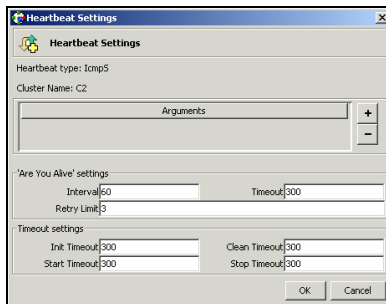 Heartbeat Settings
Heartbeat Settings
Heartbeat type: IcmpS
Cluster Name: C2
Arguments
+
-
'Are You Alive' settings
Interval 60 Timeout 300
Retry Limit 3
Timeout settings
Init Timeout 300 Clean Timeout 300
Start Timeout 300 Stop Timeout 300
OK Cancel